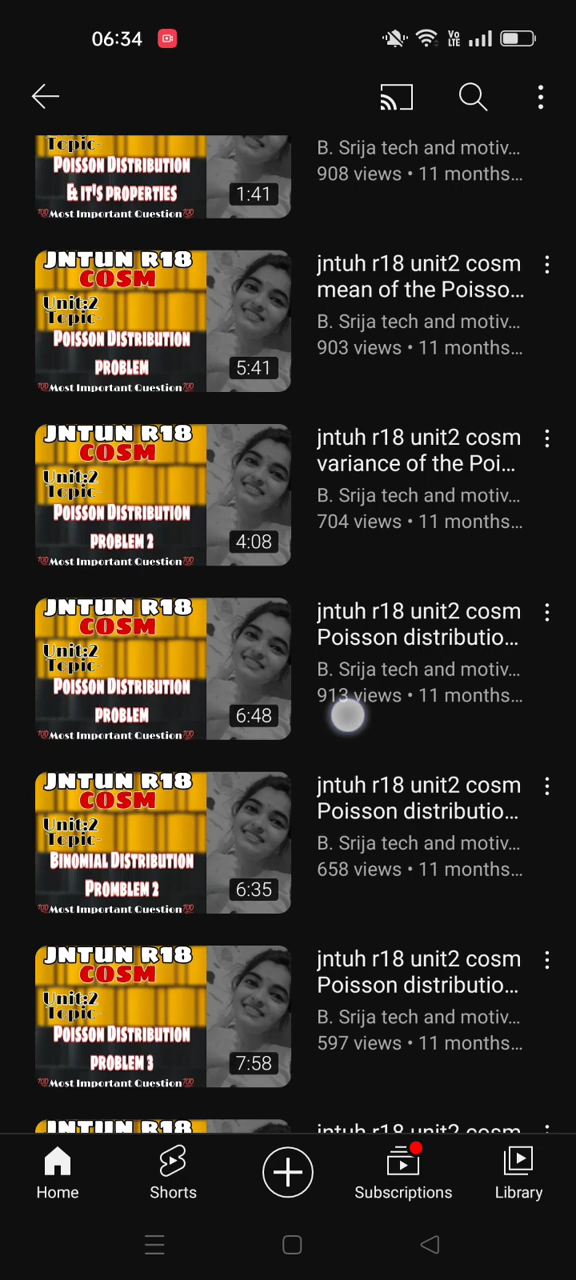 06:34
Vo
LTE
Topic-
Poisson Distribution
& it's properties
💯Most Important Question💯
1:41
B. Srija tech and motiv...
908 views • 11 months...
JNTUN R18
COSM
Unit:2
Topic-
Poisson Distribution
problem
💯Most Important Question💯
5:41
jntuh r18 unit2 cosm
mean of the Poisso...
B. Srija tech and motiv...
903 views • 11 months...
JNTUN R18
COSM
Unit:2
Topic-
Poisson Distribution
problem 2
💯Most Important Question💯
4:08
jntuh r18 unit2 cosm
variance of the Poi...
B. Srija tech and motiv...
704 views • 11 months...
JNTUN R18
COSM
Unit:2
Topic-
Poisson Distribution
problem
💯Most Important Question💯
6:48
jntuh r18 unit2 cosm
Poisson distributio...
B. Srija tech and motiv...
913 views • 11 months...
JNTUN R18
COSM
Unit:2
Topic-
Binomial Distribution
Promblem 2
💯Most Important Question💯
6:35
jntuh r18 unit2 cosm
Poisson distributio...
B. Srija tech and motiv...
658 views • 11 months...
JNTUN R18
COSM
Unit:2
Topic-
Poisson Distribution
problem 3
💯Most Important Question💯
7:58
jntuh r18 unit2 cosm
Poisson distributio...
B. Srija tech and motiv...
597 views • 11 months...
JNTUN R18
jntuh r18 unit2 cosm
Home
Shorts
Subscriptions
Library